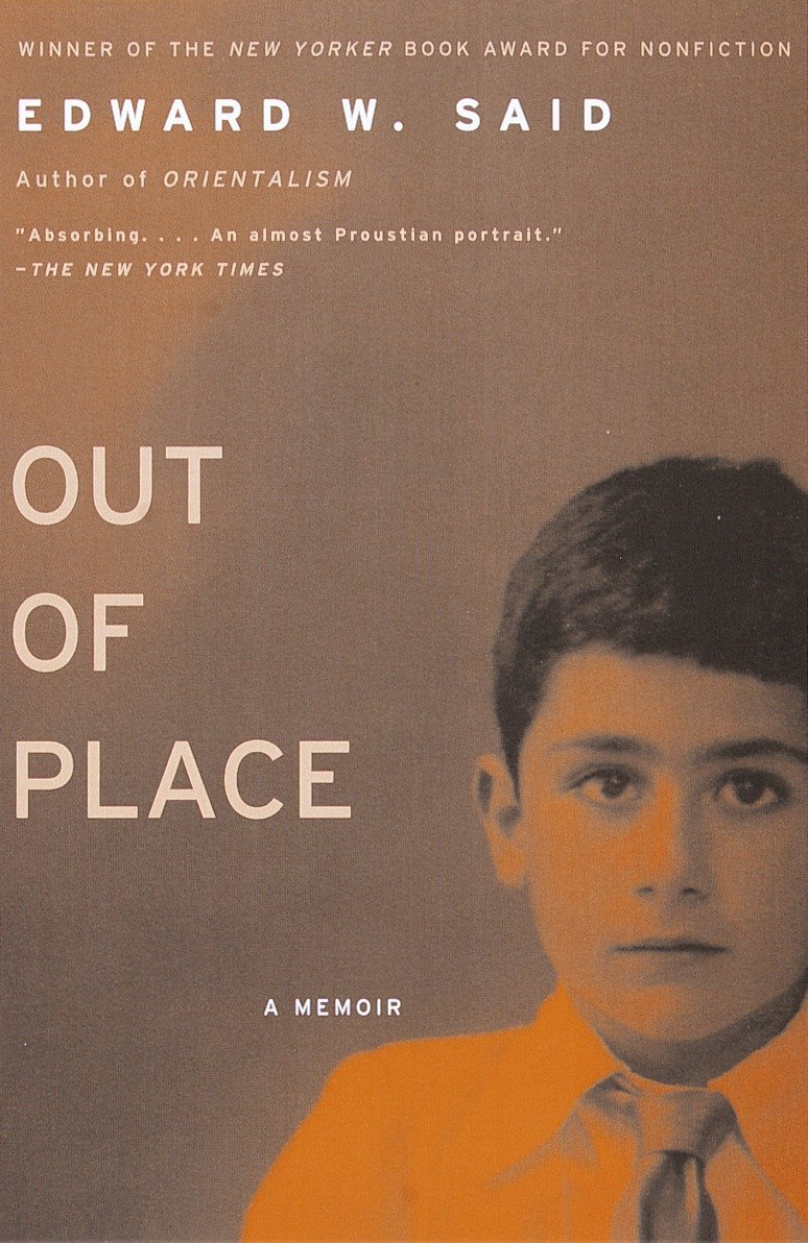 WINNER OF THE NEW YORKER BOOK AWARD FOR NONFICTION
EDWARD W. SAID
Author of ORIENTALISM
"Absorbing. . . . An almost Proustian portrait."
–THE NEW YORK TIMES
OUT
OF
PLACE
A MEMOIR